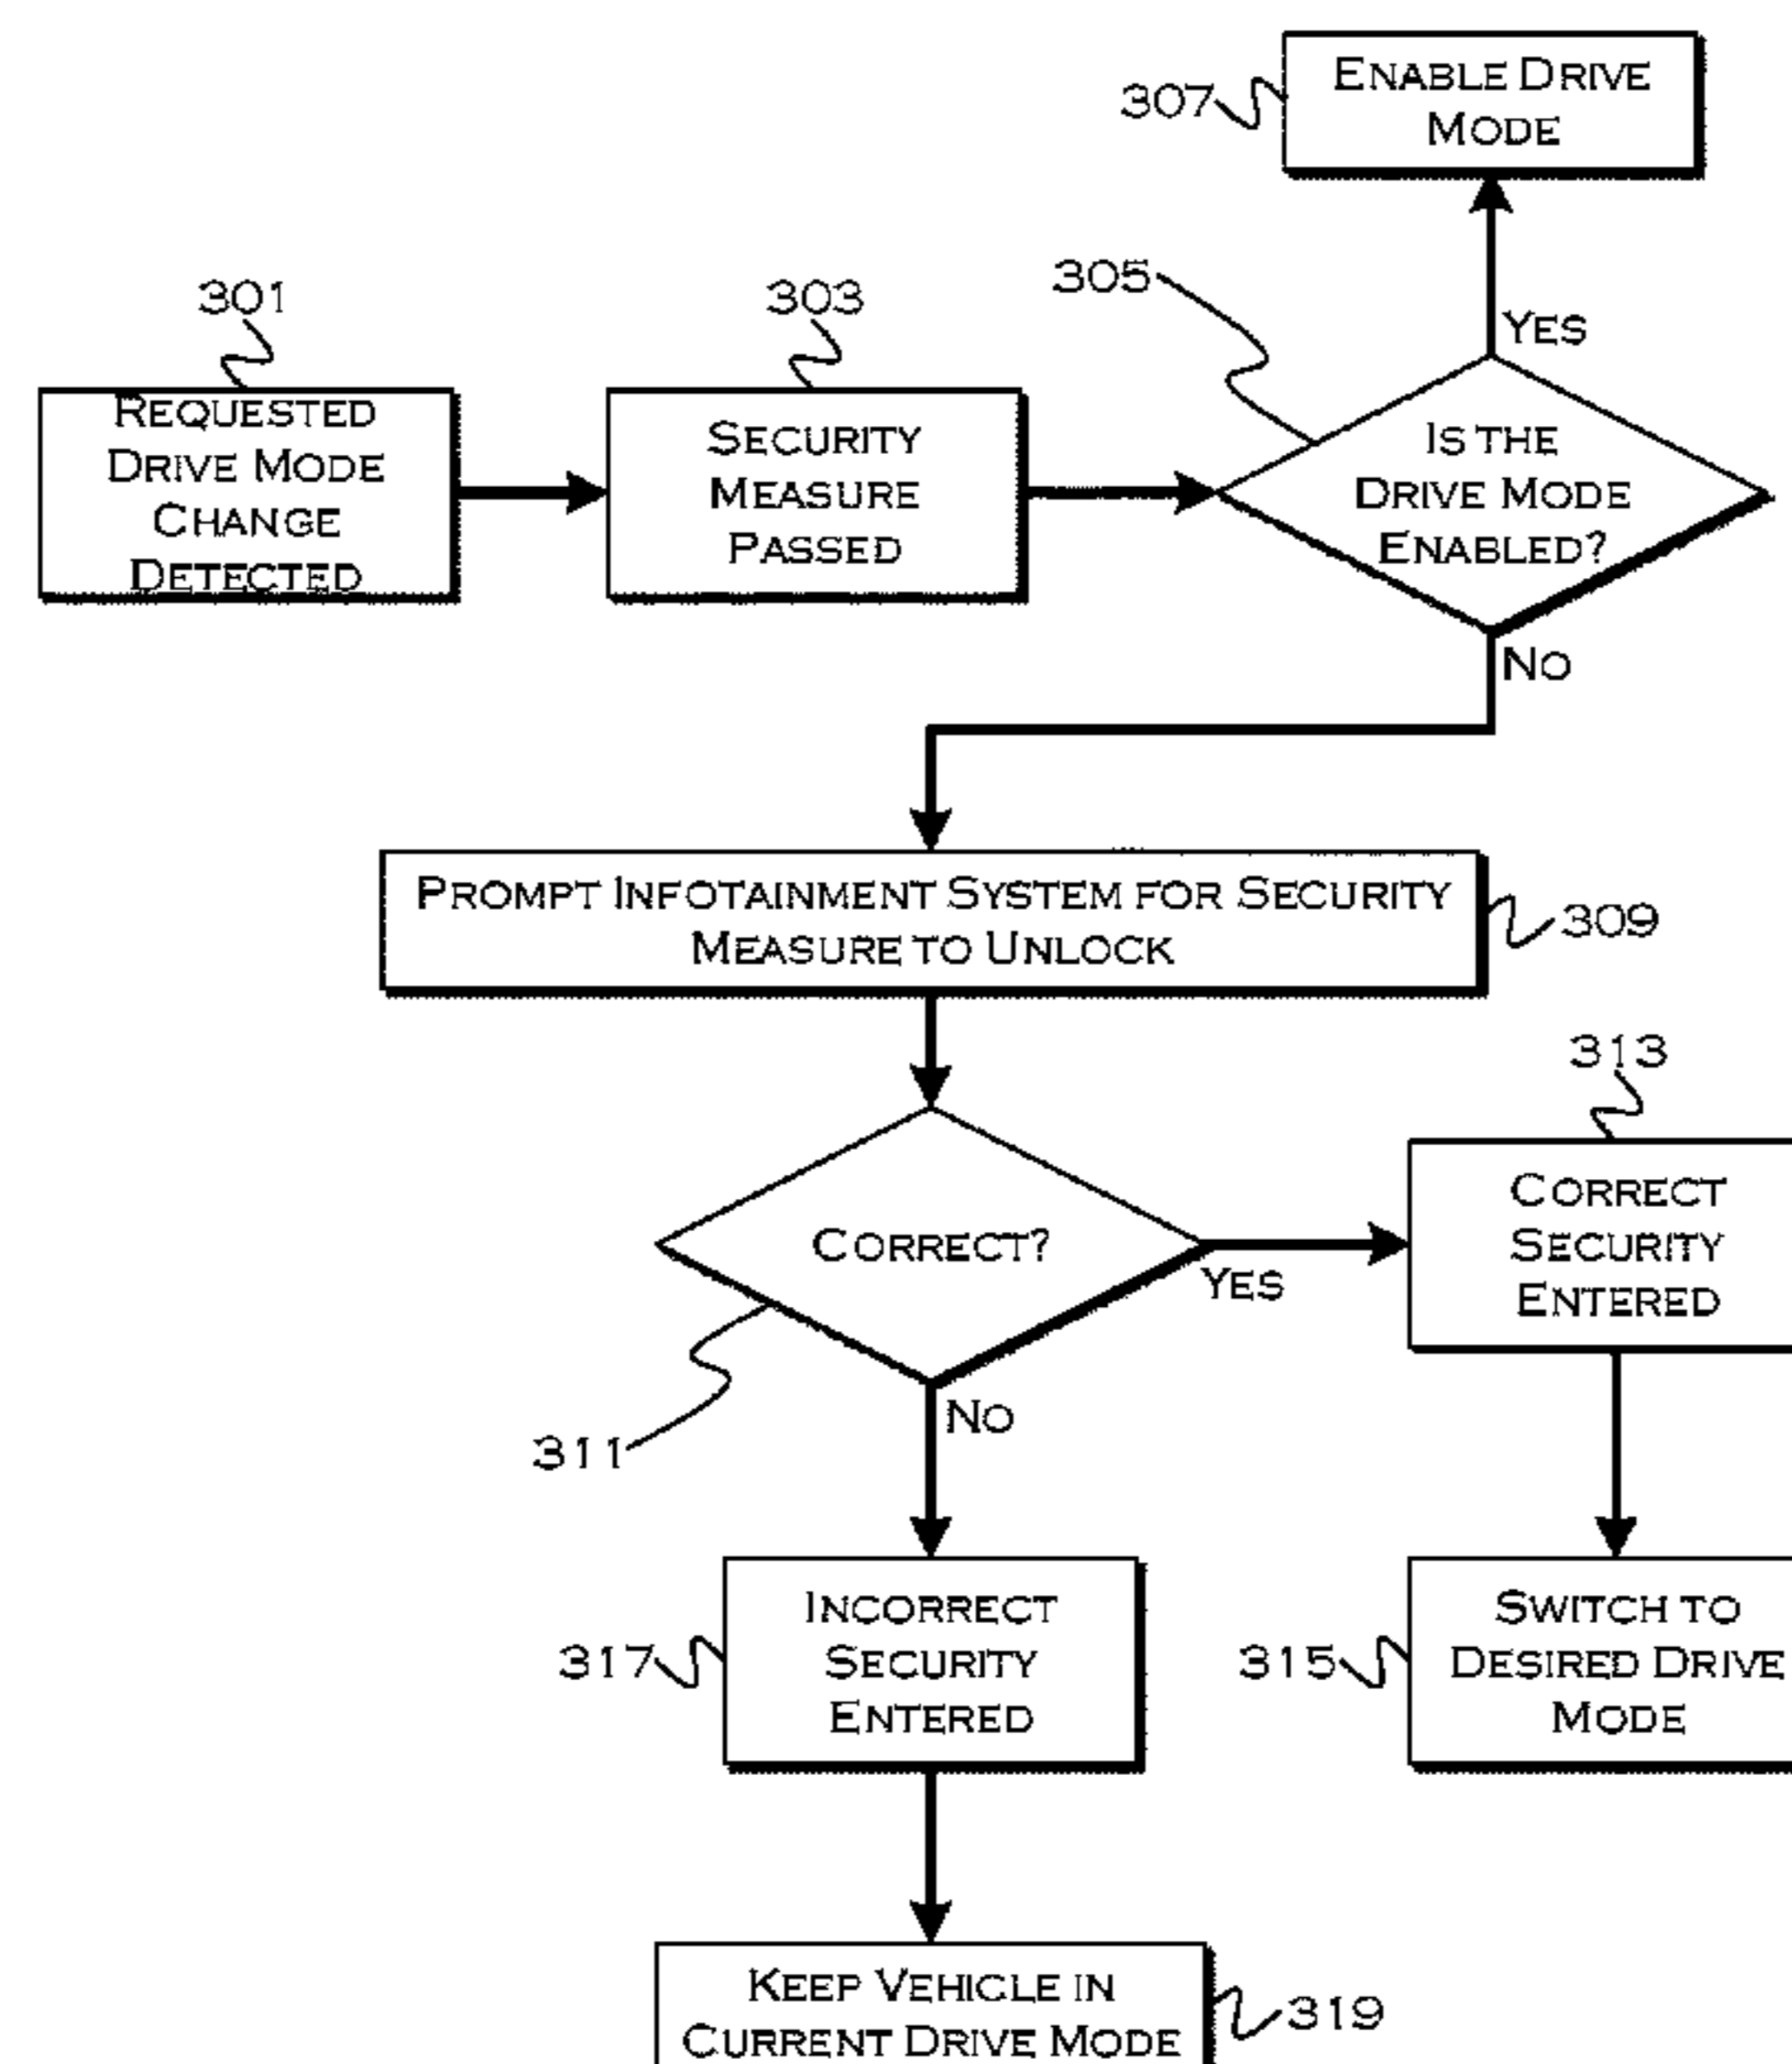 307
ENABLE DRIVE
MODE
301
303
305
YES
REQUESTED
DRIVE MODE
CHANGE
DETECTED
SECURITY
MEASURE
PASSED
IS THE
DRIVE MODE
ENABLED?
NO
PROMPT INFOTAINMENT SYSTEM FOR SECURITY
MEASURE TO UNLOCK
309
313
CORRECT?
YES
CORRECT
SECURITY
ENTERED
311
NO
317
INCORRECT
SECURITY
ENTERED
315
SWITCH TO
DESIRED DRIVE
MODE
KEEP VEHICLE IN
CURRENT DRIVE MODE
319